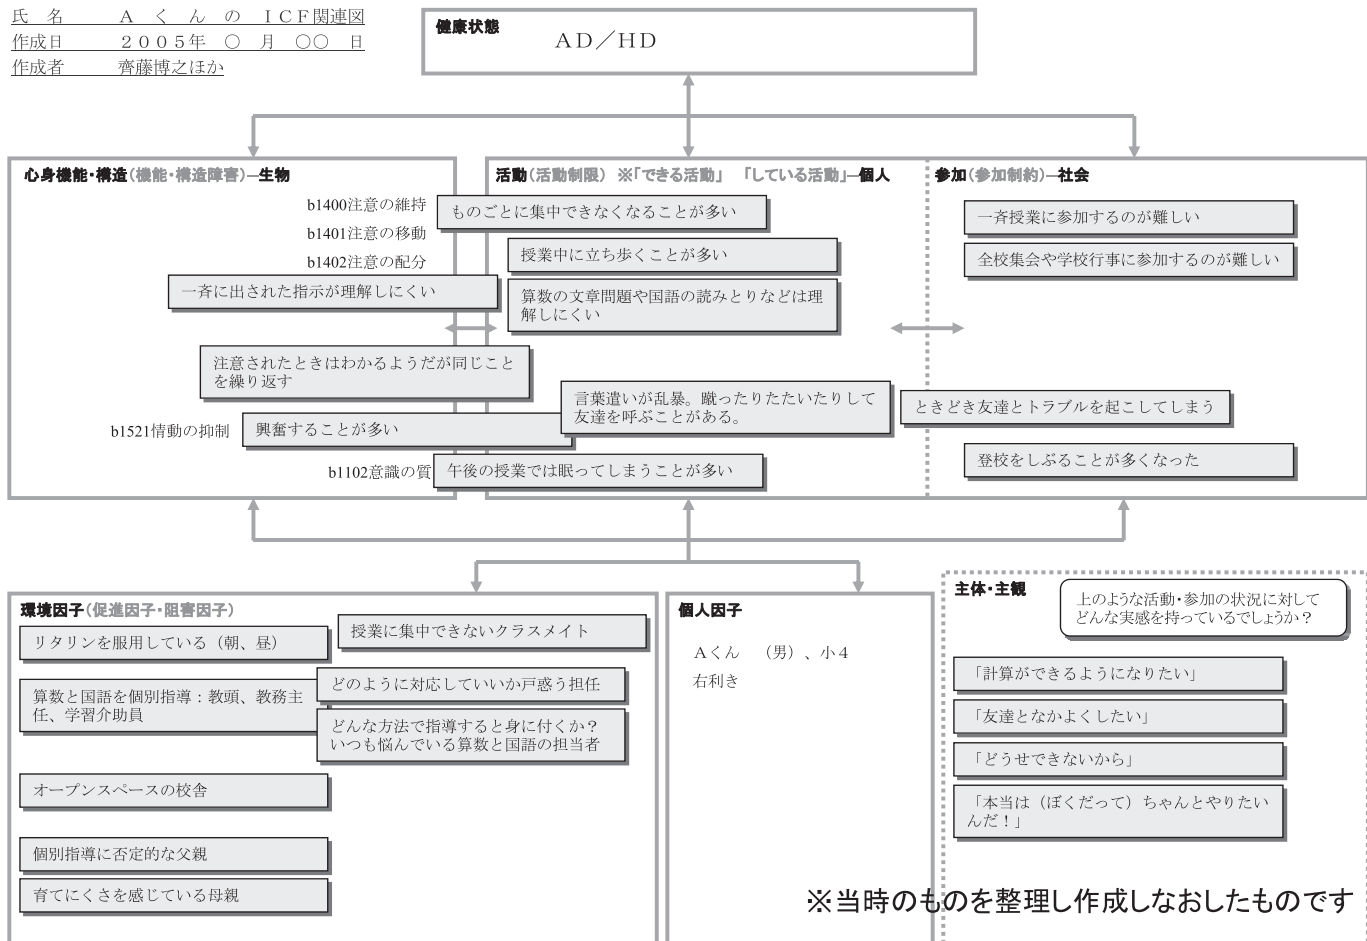 氏 名 A く ん の ICF関連図
作成日 2005年 ○ 月 ○○ 日
作成者 齊藤博之ほか
健康状態
AD／HD
心身機能・構造(機能・構造障害)―生物
b1400注意の維持
b1401注意の移動
b1402注意の配分
一斉に出された指示が理解しにくい
注意されたときはわかるようだが同じこと
を繰り返す
b1521情動の抑制
興奮することが多い
b1102意識の質
活動(活動制限) ※「できる活動」 「している活動」―個人
ものごとに集中できなくなることが多い
授業中に立ち歩くことが多い
算数の文章問題や国語の読みとりなどは理
解しにくい
言葉遣いが乱暴。蹴ったりたたいたりして
友達を呼ぶことがある。
午後の授業では眠ってしまうことが多い
参加(参加制約)―社会
一斉授業に参加するのが難しい
全校集会や学校行事に参加するのが難しい
ときどき友達とトラブルを起こしてしまう
登校をしぶることが多くなった
環境因子(促進因子・阻害因子)
リタリンを服用している（朝、昼）
授業に集中できないクラスメイト
算数と国語を個別指導：教頭、教務主
任、学習介助員
どのように対応していいか戸惑う担任
どんな方法で指導すると身に付くか？
いつも悩んでいる算数と国語の担当者
オープンスペースの校舎
個別指導に否定的な父親
育てにくさを感じている母親
個人因子
Aくん （男）、小４
右利き
主体・主観
上のような活動・参加の状況に対して
どんな実感を持っているでしょうか？
「計算ができるようになりたい」
「友達となかよくしたい」
「どうせできないから」
「本当は（ぼくだって）ちゃんとやりたい
んだ！」
※当時のものを整理し作成しなおしたものです